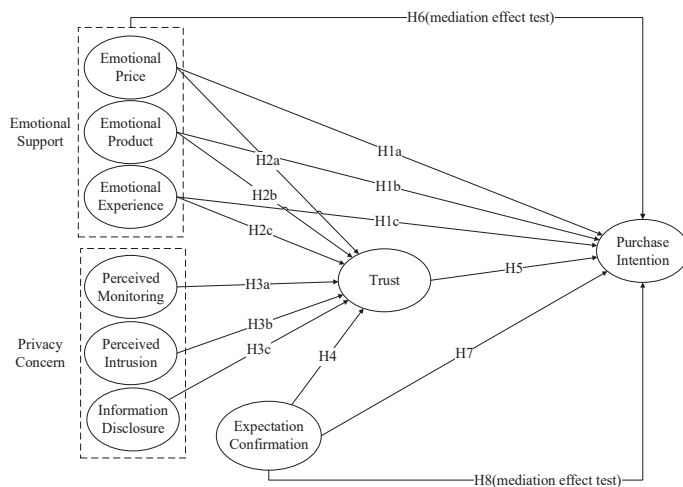 H6(mediation effect test)
Emotional
Price
Emotional
Support
Emotional
Product
Emotional
Experience
H1a
H2a
H1b
H2b
H1c
H2c
Purchase
Intention
Trust
H5
Perceived
Monitoring
H3a
Privacy
Concern
Perceived
Intrusion
H3b
H3c
H4
H7
Information
Disclosure
Expectation
Confirmation
H8(mediation effect test)